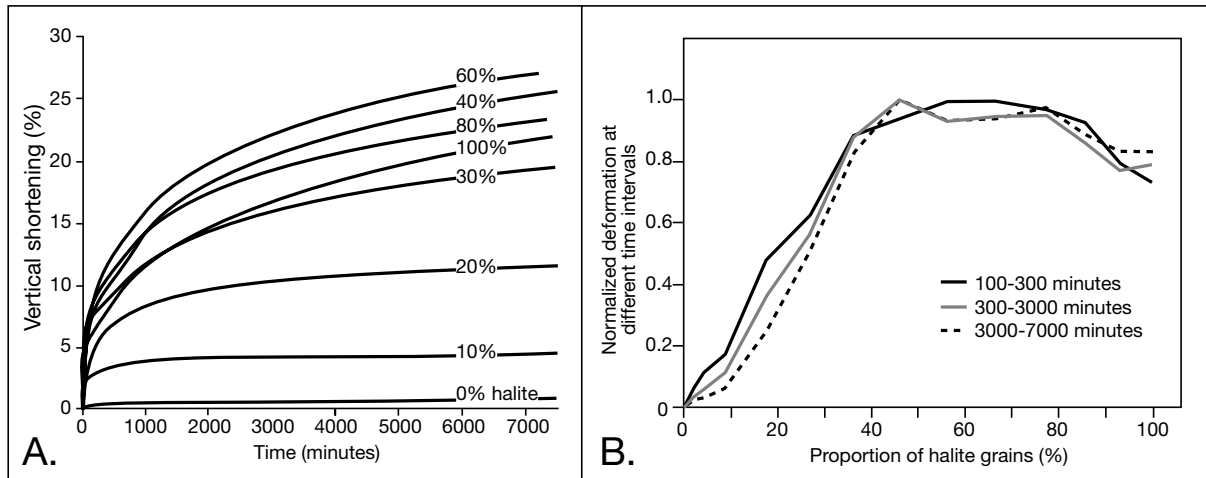 30
25
20
15
10
5
0
Vertical shortening (%)
60%
40%
80%
100%
30%
20%
10%
0% halite
0 1000 2000 3000 4000 5000 6000 7000
Time (minutes)
A.
1.0
0.8
0.6
0.4
0.2
0
Normalized deformation at
different time intervals
100-300 minutes
300-3000 minutes
3000-7000 minutes
0 20 40 60 80 100
Proportion of halite grains (%)
B.